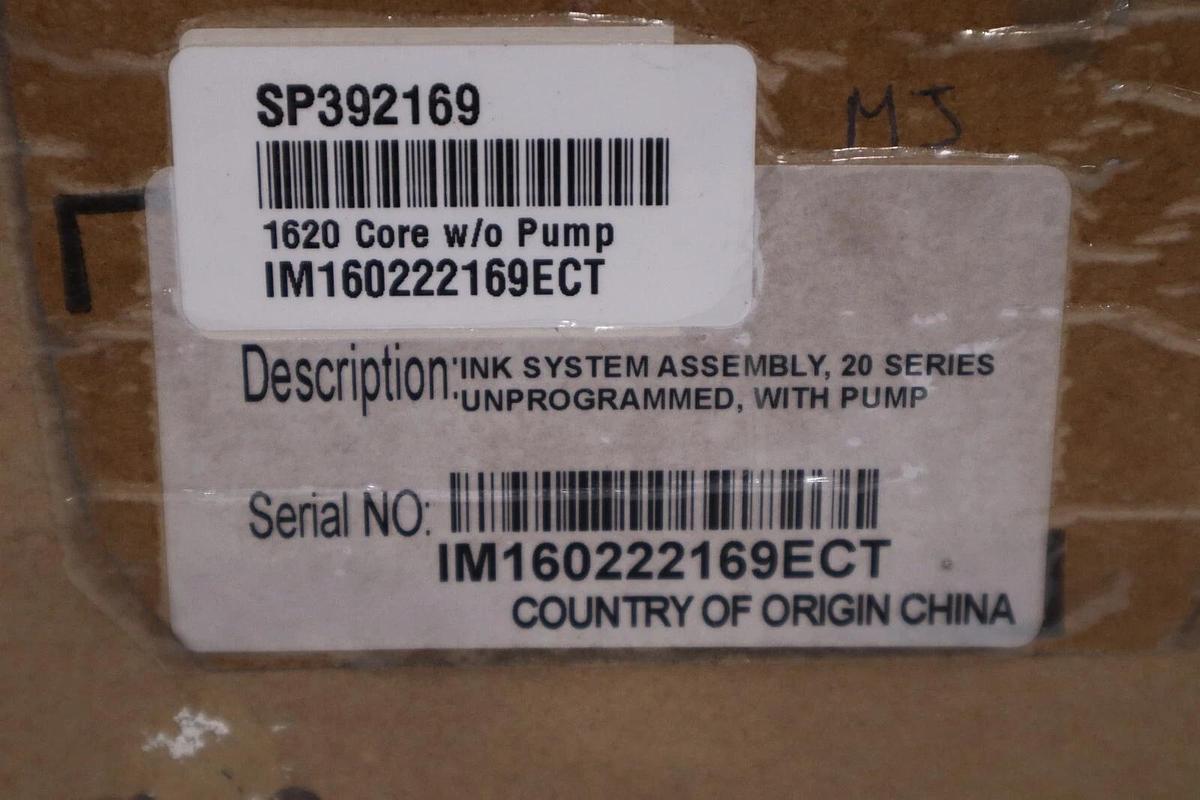 SP392169
MJ
1620 Core w/o Pump
IM160222169ECT
Description: INK SYSTEM ASSEMBLY, 20 SERIES
UNPROGRAMMED, WITH PUMP
Serial NO:
IM160222169ECT
COUNTRY OF ORIGIN CHINA